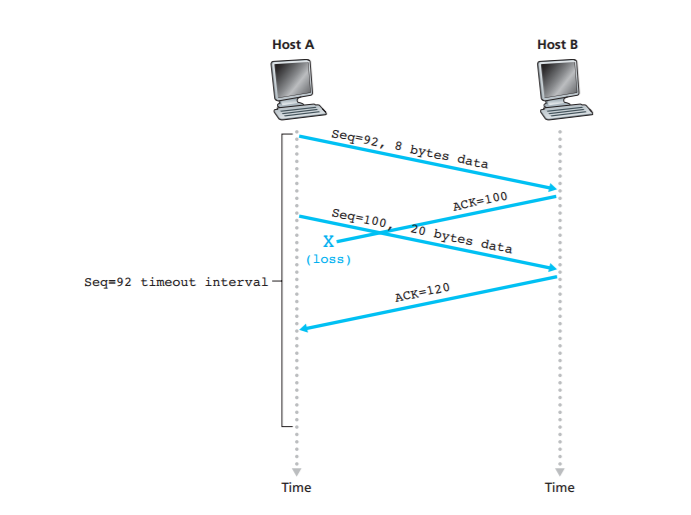 Host A
Host B
Seq=92, 8 bytes data
ACK=100
Seq=100, 20 bytes data
X
(loss)
Seq=92 timeout interval
ACK=120
Time
Time